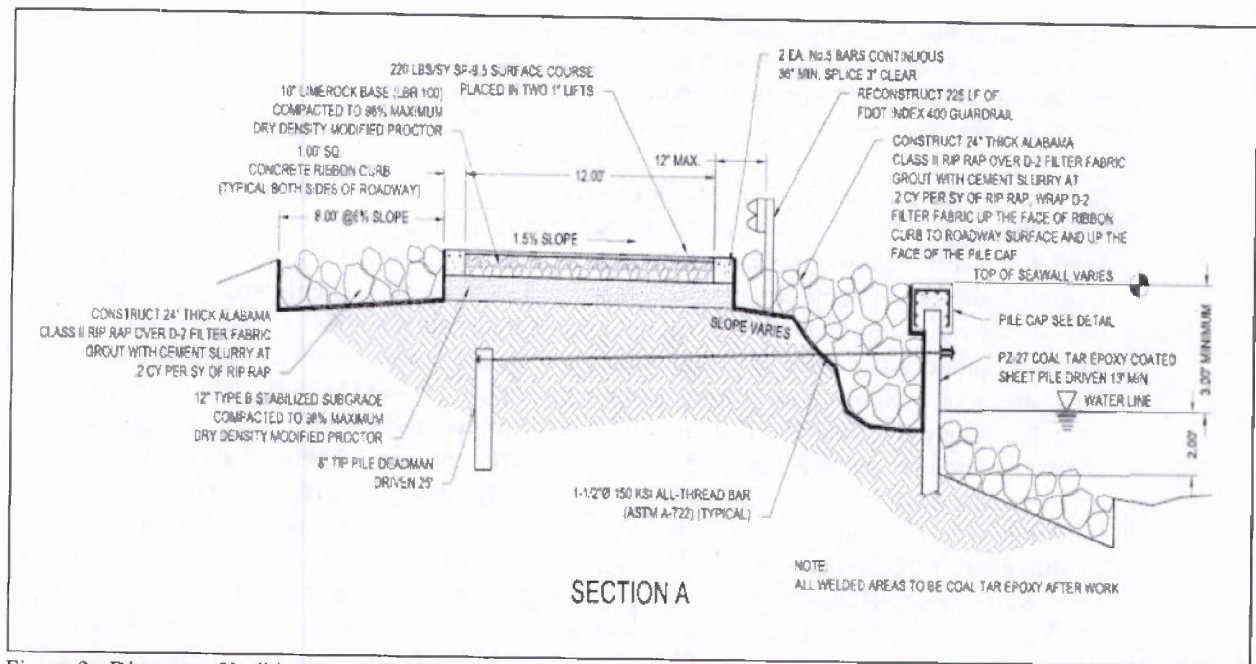 220 LBS/SY SP-9.5 SURFACE COURSE
PLACED IN TWO 1" LIFTS
10" LIMEROCK BASE (LBR 100)
COMPACTED TO 98% MAXIMUM
DRY DENSITY MODIFIED PROCTOR
1.00' SQ.
CONCRETE RIBBON CURB
(TYPICAL BOTH SIDES OF ROADWAY)
8.00' @6% SLOPE
12" MAX.
12.00'
1.5% SLOPE
2 EA. No.5 BARS CONTINUOUS
36" MIN. SPLICE 3" CLEAR
RECONSTRUCT 225 LF OF
FOOT INDEX 400 GUARDRAIL
CONSTRUCT 24" THICK ALABAMA
CLASS II RIP RAP OVER D-2 FILTER FABRIC
GROUT WITH CEMENT SLURRY AT
.2 CY PER SY OF RIP RAP, WRAP D-2
FILTER FABRIC UP THE FACE OF RIBBON
CURB TO ROADWAY SURFACE AND UP THE
FACE OF THE PILE CAP
TOP OF SEAWALL VARIES
PILE CAP SEE DETAIL
3.00' MINIMUM
PZ-27 COAL TAR EPOXY COATED
SHEET PILE DRIVEN 13' MIN.
WATER LINE
2.00'
SLOPE VARIES
CONSTRUCT 24" THICK ALABAMA
CLASS II RIP RAP OVER D-2 FILTER FABRIC
GROUT WITH CEMENT SLURRY AT
.2 CY PER SY OF RIP RAP
12" TYPE B STABILIZED SUBGRADE
COMPACTED TO 98% MAXIMUM
DRY DENSITY MODIFIED PROCTOR
8" TIP PILE DEADMAN
DRIVEN 25'
1-1/2"Ø 150 KSI ALL-THREAD BAR
(ASTM A-722) (TYPICAL)
NOTE:
ALL WELDED AREAS TO BE COAL TAR EPOXY AFTER WORK
SECTION A